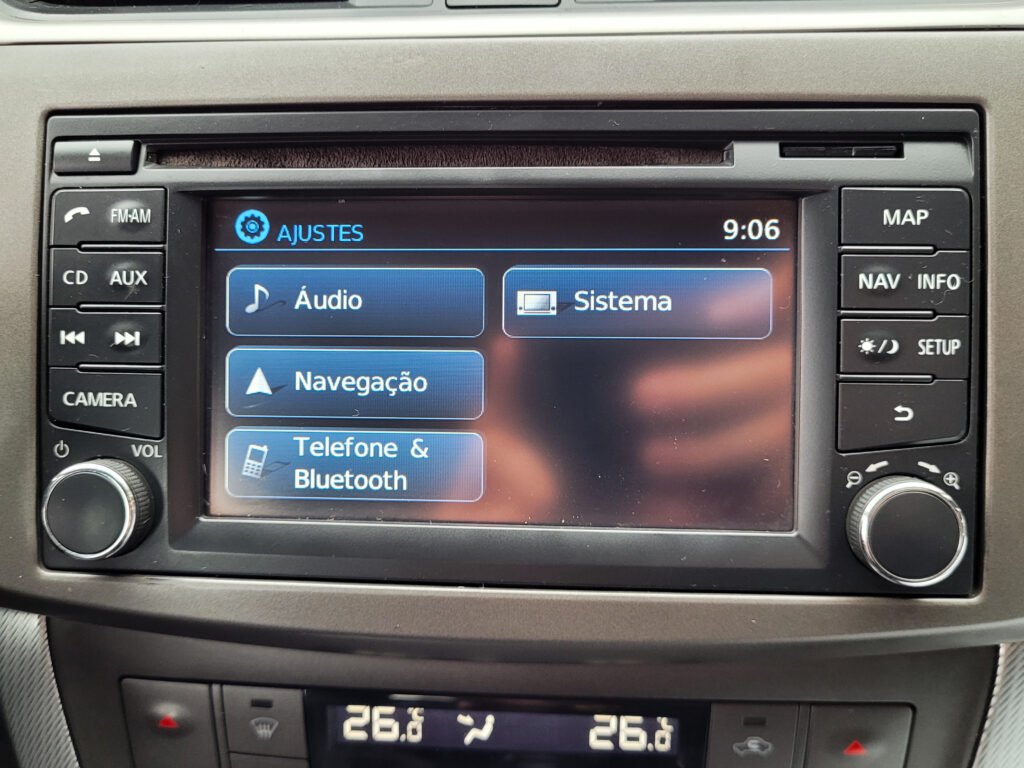 FM·AM
CD AUX
CAMERA
VOL
AJUSTES
9:06
Áudio
Sistema
Navegação
Telefone &
Bluetooth
MAP
NAV INFO
SETUP
26.0°C
26.0°C